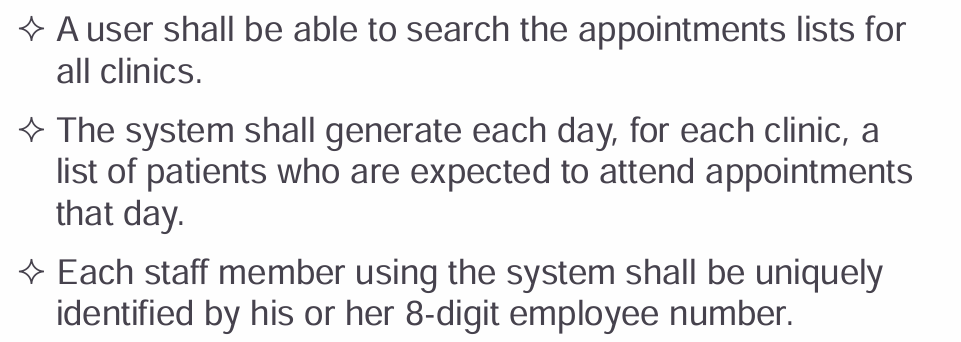 ✧ A user shall be able to search the appointments lists for
all clinics.
✧ The system shall generate each day, for each clinic, a
list of patients who are expected to attend appointments
that day.
✧ Each staff member using the system shall be uniquely
identified by his or her 8-digit employee number.